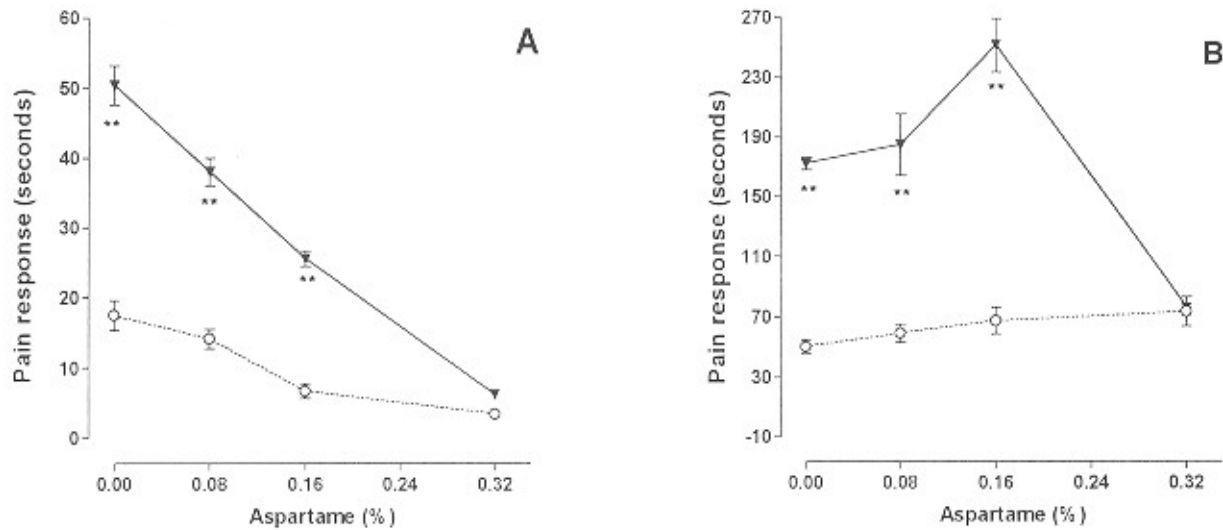 A
Pain response (seconds)
60
50
40
30
20
10
0
**
**
**
0.00 0.08 0.16 0.24 0.32
Aspartame (%)
B
Pain response (seconds)
270
230
190
150
110
70
30
-10
**
**
**
0.00 0.08 0.16 0.24 0.32
Aspartame (%)